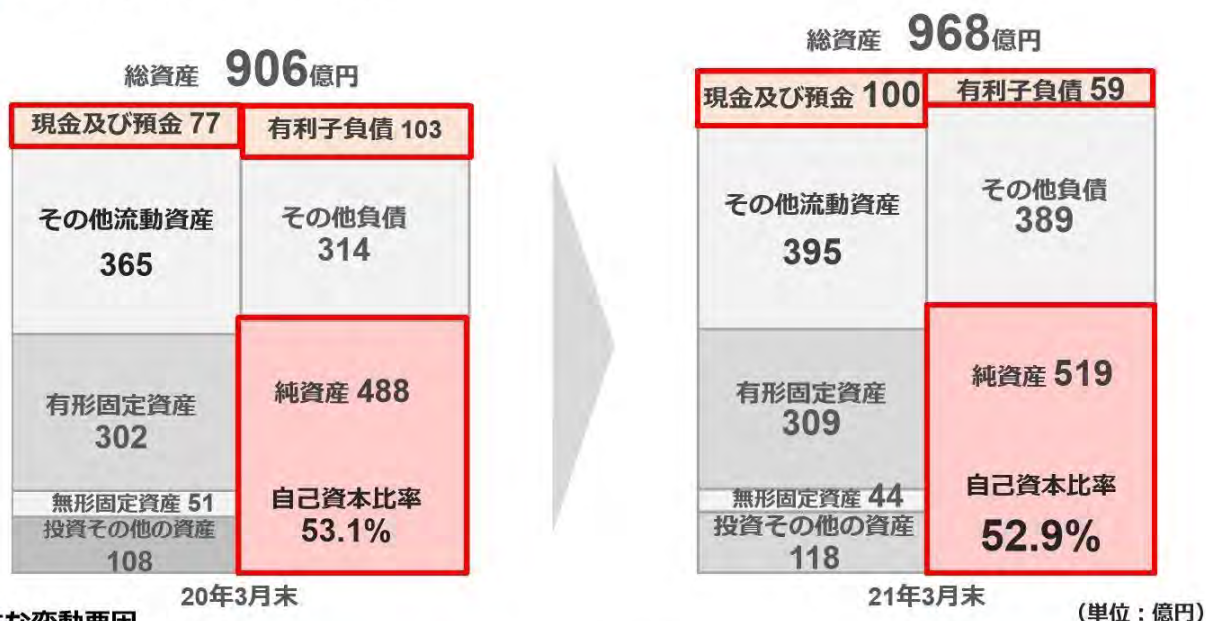 総資産 906億円
現金及び預金 77
有利子負債 103
その他流動資産
365
その他負債
314
有形固定資産
302
純資産 488
無形固定資産 51
自己資本比率
53.1%
投資その他の資産
108
20年3月末
総資産 968億円
現金及び預金 100
有利子負債 59
その他流動資産
395
その他負債
389
有形固定資産
309
純資産 519
無形固定資産 44
自己資本比率
52.9%
投資その他の資産
118
21年3月末
(単位:億円)